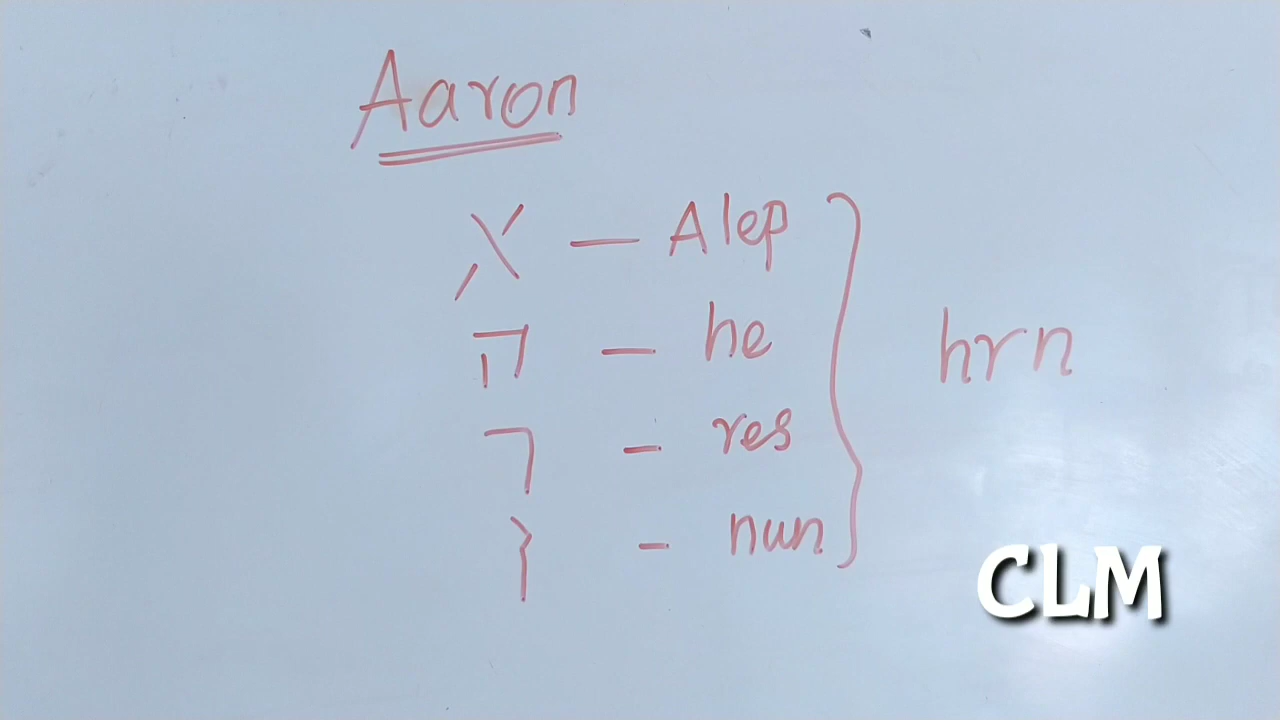 Aaron
א — Alep
ה — he
ר - res
ן - nun
hrn
CLM